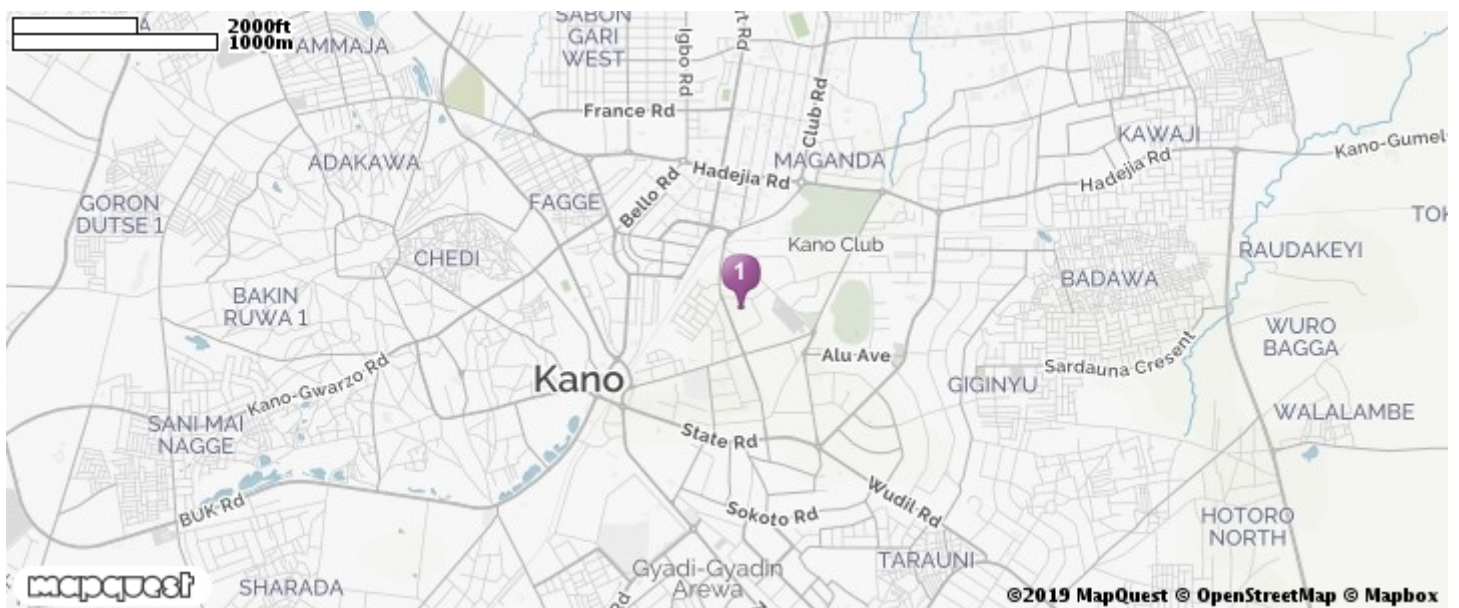 2000ft
1000m
AMMAJA
SABON
GARI
WEST
Igbo Rd
rt Rd
France Rd
Club Rd
KAWAJI
Kano-Gumel
ADAKAWA
MAGANDA
Hadejia Rd
Hadejia Rd
GORON
DUTSE 1
FAGGE
Bello Rd
TOK
CHEDI
Kano Club
RAUDAKEYI
1
BADAWA
BAKIN
RUWA 1
WURO
BAGGA
Alu Ave
Sardauna Cresent
Kano
Kano-Gwarzo Rd
GIGINYU
WALALAMBE
SANI MAI
NAGGE
State Rd
BUK Rd
Wudil Rd
Sokoto Rd
HOTORO
NORTH
TARAUNI
Gyadi-Gyadin
Arewa
SHARADA
Rd
mapquest
©2019 MapQuest © OpenStreetMap © Mapbox